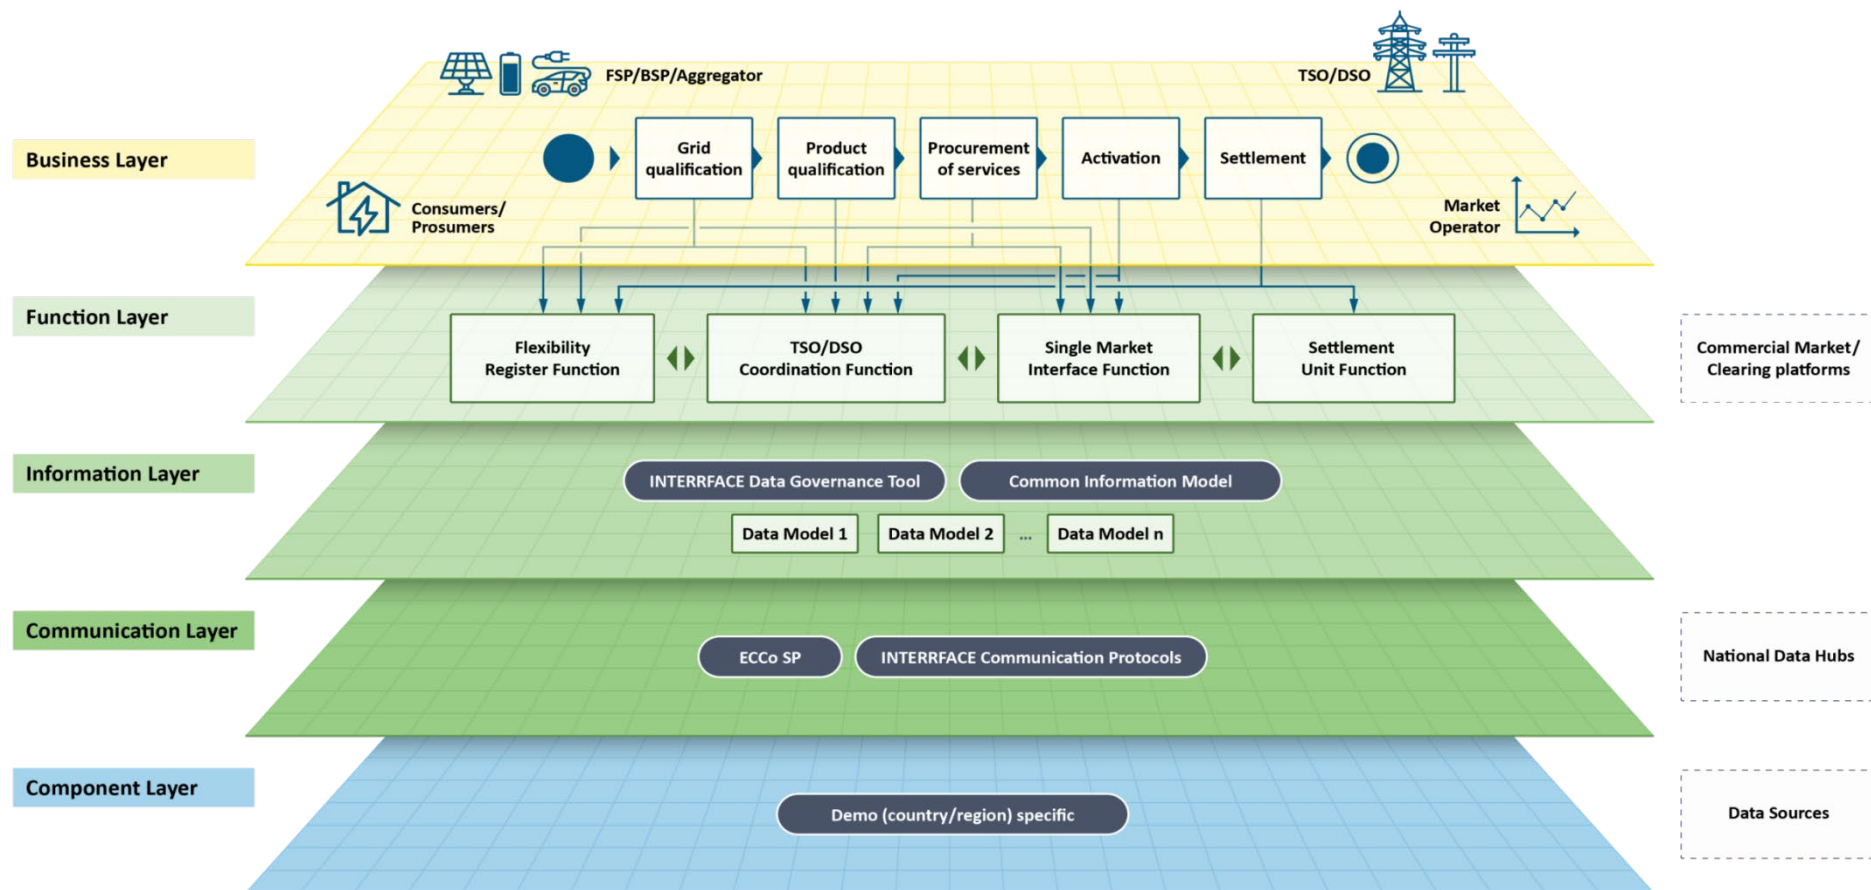 FSP/BSP/Aggregator
TSO/DSO
Business Layer
Grid
qualification
Product
qualification
Procurement
of services
Activation
Settlement
Consumers/
Prosumers
Market
Operator
Function Layer
Flexibility
Register Function
TSO/DSO
Coordination Function
Single Market
Interface Function
Settlement
Unit Function
Commercial Market/
Clearing platforms
Information Layer
INTERRFACE Data Governance Tool
Common Information Model
Data Model 1
Data Model 2
...
Data Model n
Communication Layer
ECCo SP
INTERRFACE Communication Protocols
National Data Hubs
Component Layer
Demo (country/region) specific
Data Sources